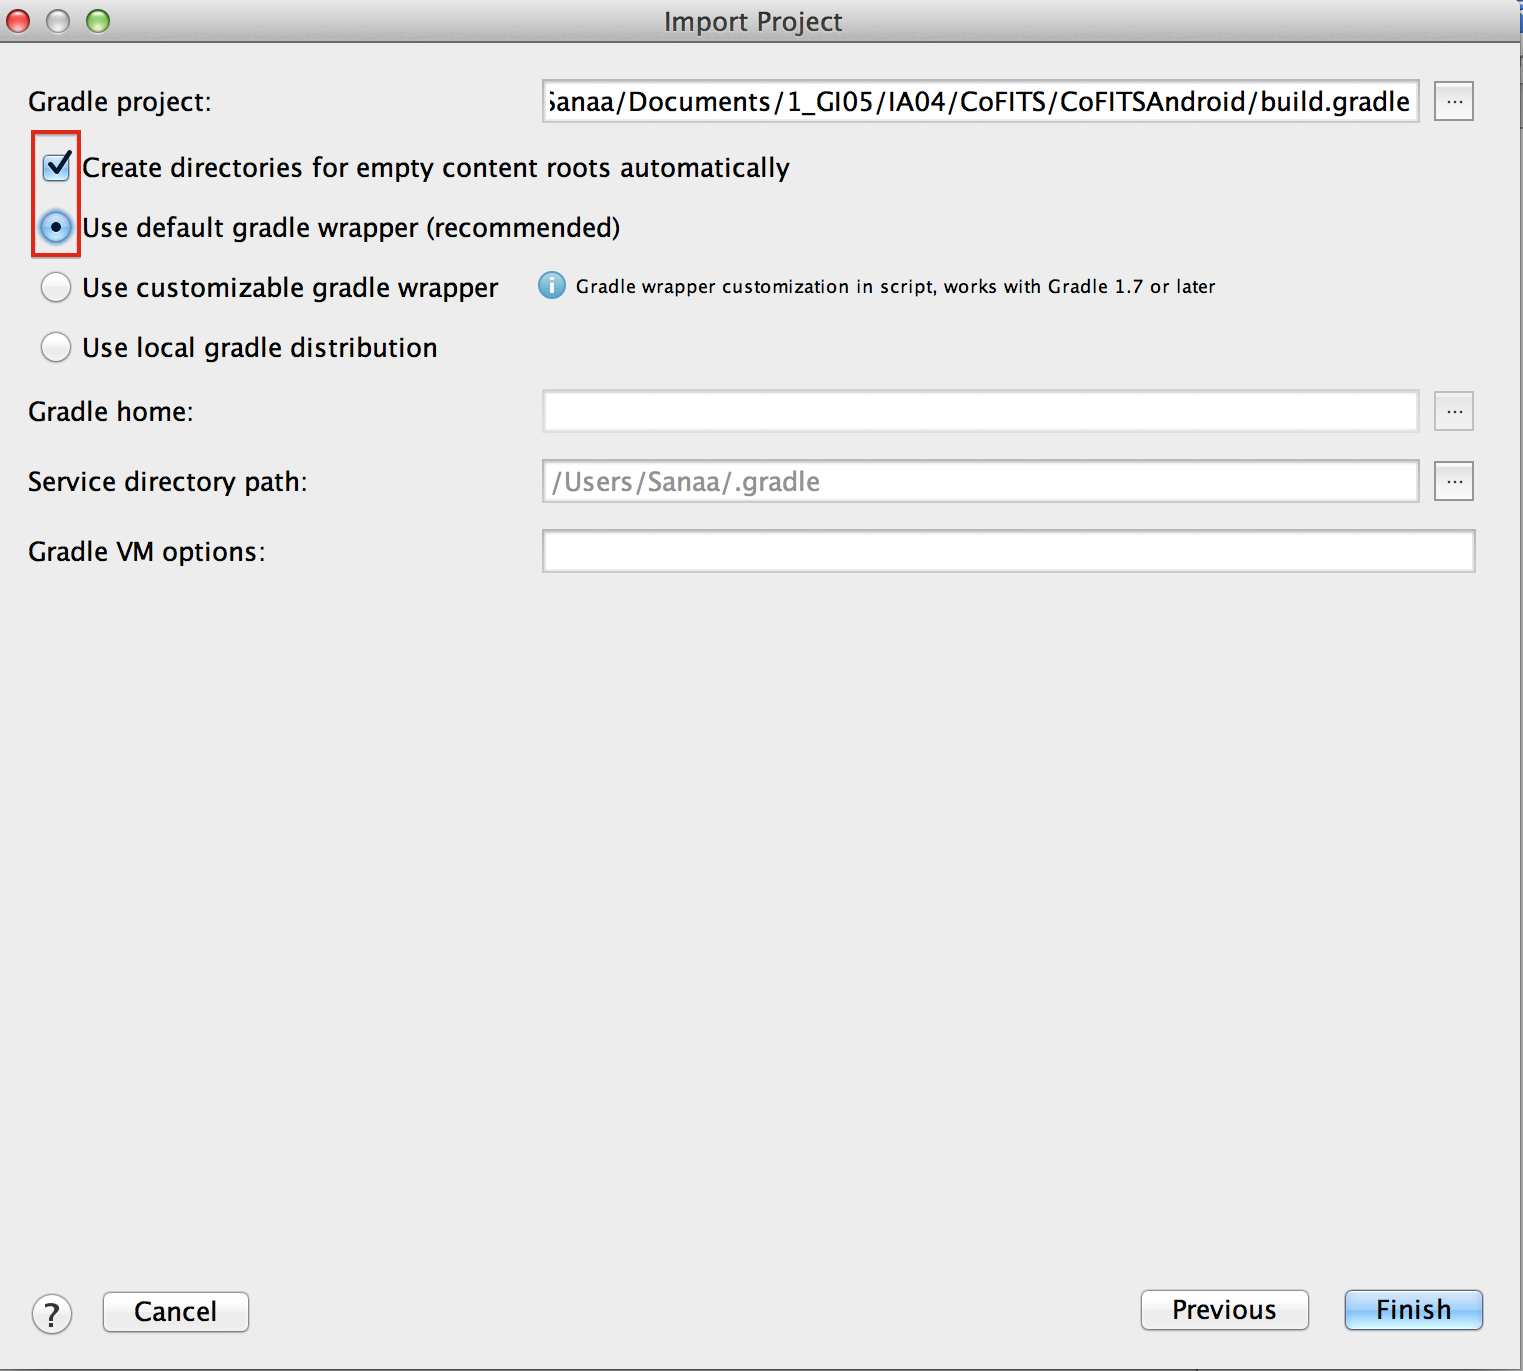 Import Project
Gradle project:
Sanaa/Documents/1_GI05/IA04/CoFITS/CoFITSAndroid/build.gradle
...
Create directories for empty content roots automatically
Use default gradle wrapper (recommended)
Use customizable gradle wrapper
Gradle wrapper customization in script, works with Gradle 1.7 or later
Use local gradle distribution
Gradle home:
...
Service directory path:
/Users/Sanaa/.gradle
...
Gradle VM options:
?
Cancel
Previous
Finish